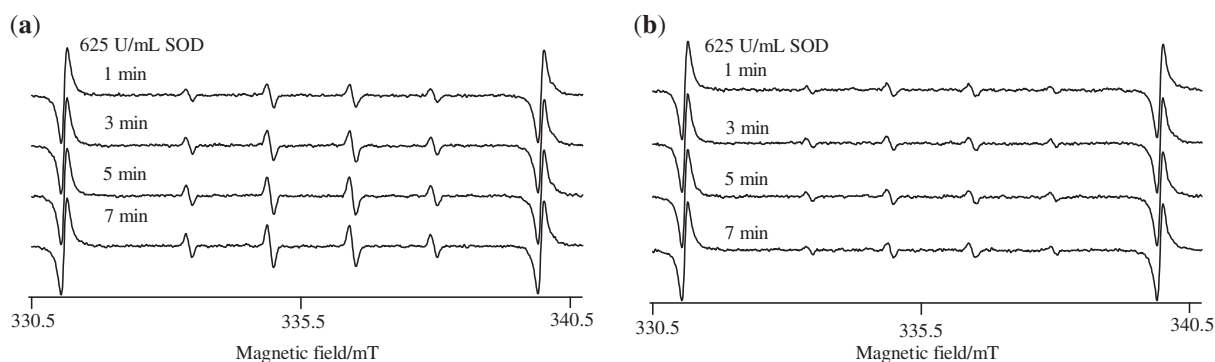 (a)
625 U/mL SOD
1 min
3 min
5 min
7 min
330.5
335.5
340.5
Magnetic field/mT
(b)
625 U/mL SOD
1 min
3 min
5 min
7 min
330.5
335.5
340.5
Magnetic field/mT